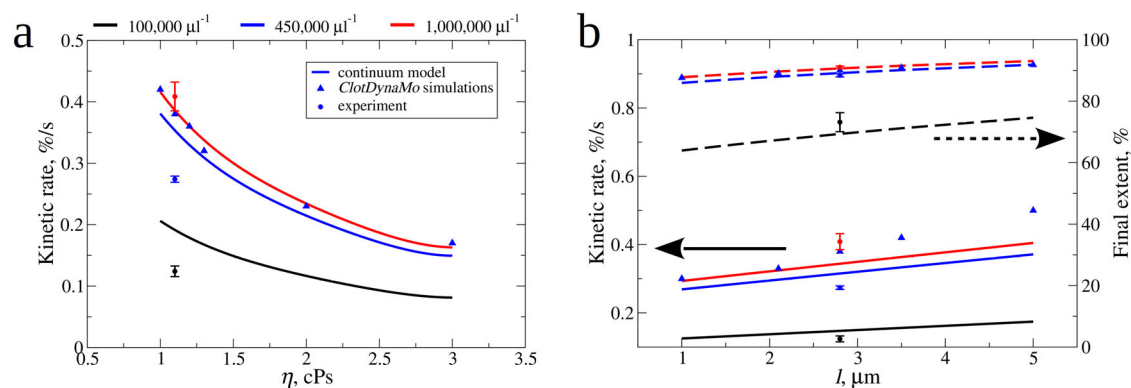 100,000 µl⁻¹ 450,000 µl⁻¹ 1,000,000 µl⁻¹
a
0.5
0.4
0.3
0.2
0.1
0
Kinetic rate, %/s
continuum model
ClotDynaMo simulations
experiment
0.5 1 1.5 2 2.5 3 3.5
η, cPs
b
1
0.8
0.6
0.4
0.2
Kinetic rate, %/s
100
80
60
40
20
0
Final extent, %
1 2 3 4 5
l, µm